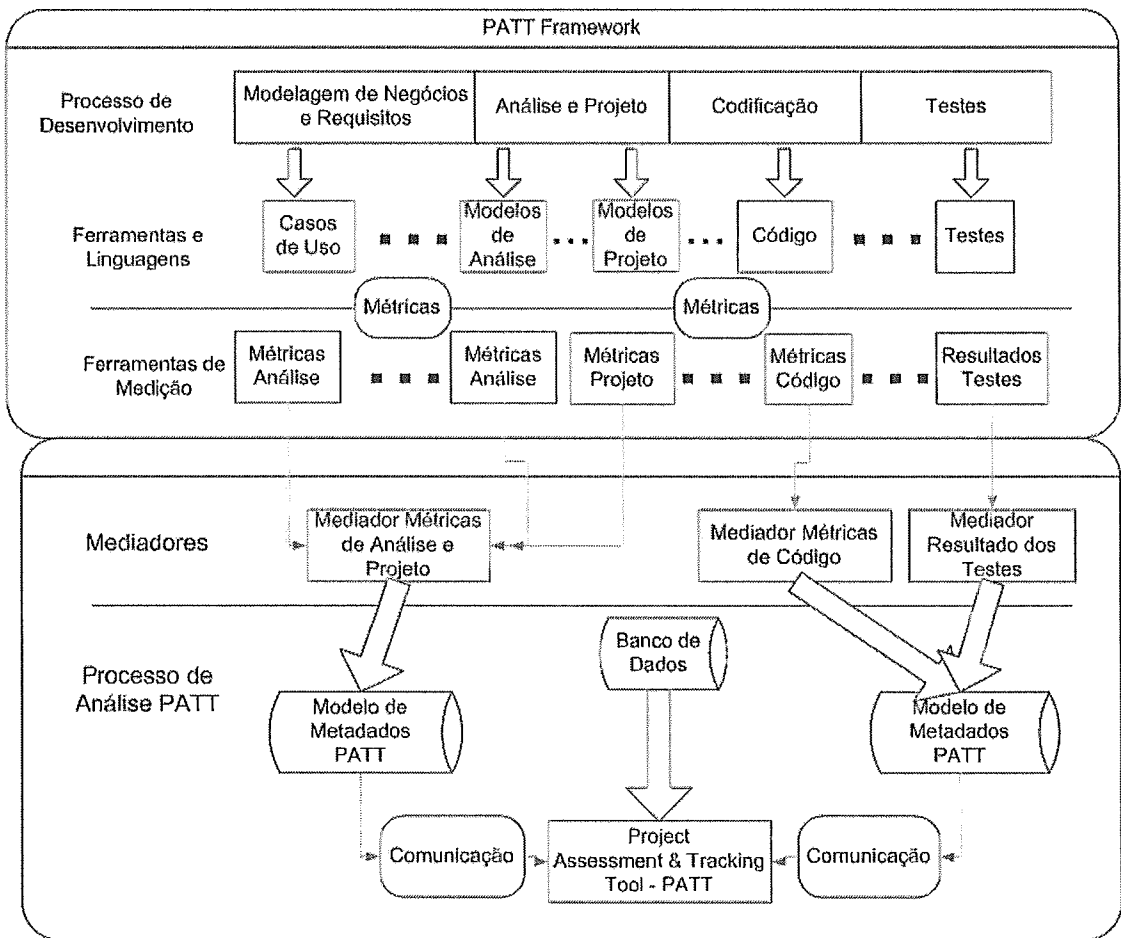 PATT Framework
Processo de
Desenvolvimento
Modelagem de Negócios
e Requisitos
Análise e Projeto
Codificação
Testes
Ferramentas e
Linguagens
Casos
de Uso
Modelos
de
Análise
Modelos
de
Projeto
Código
Testes
Métricas
Métricas
Ferramentas de
Medição
Métricas
Análise
Métricas
Análise
Métricas
Projeto
Métricas
Código
Resultados
Testes
Mediadores
Mediador Métricas
de Análise e
Projeto
Mediador Métricas
de Código
Mediador
Resultado dos
Testes
Processo de
Análise PATT
Banco de
Dados
Modelo de
Metadados
PATT
Modelo de
Metadados
PATT
Comunicação
Project
Assessment & Tracking
Tool - PATT
Comunicação